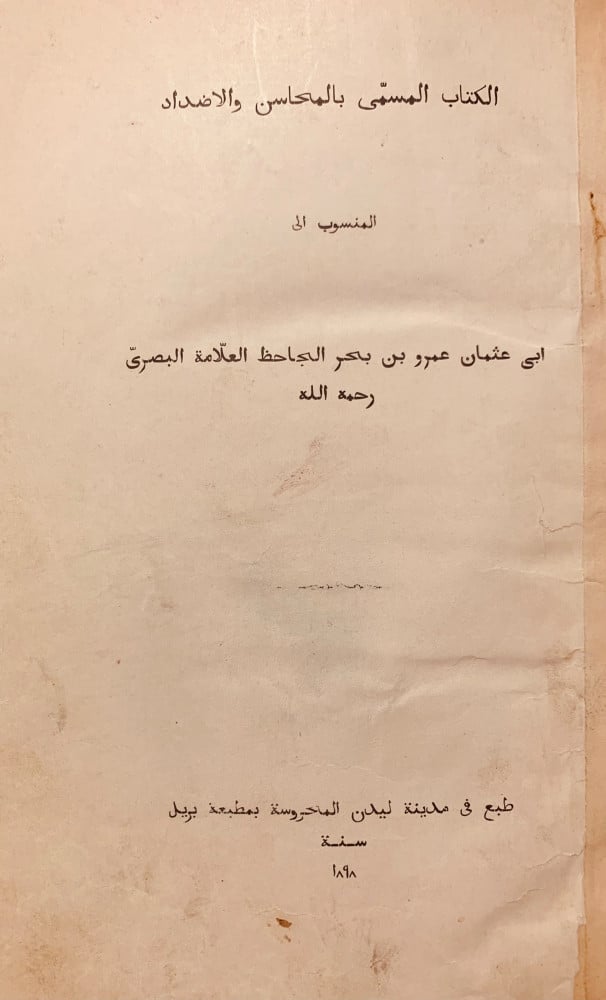 الكتاب المسمّى بالمحاسن والاضداد
المنسوب الى
ابى عثمان عمرو بن بحر الجاحظ العلّامة البصرىّ
رحمه الله
طبع فى مدينة ليدن المحروسة بمطبعة بريل
سنة
١٨٩٨